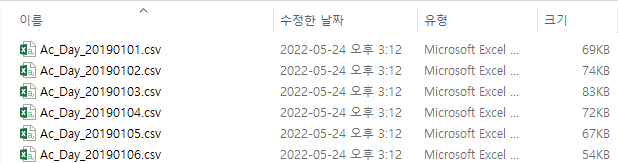 이름 수정한 날짜 유형 크기
Ac_Day_20190101.csv 2022-05-24 오후 3:12 Microsoft Excel ... 69KB
Ac_Day_20190102.csv 2022-05-24 오후 3:12 Microsoft Excel ... 74KB
Ac_Day_20190103.csv 2022-05-24 오후 3:12 Microsoft Excel ... 83KB
Ac_Day_20190104.csv 2022-05-24 오후 3:12 Microsoft Excel ... 72KB
Ac_Day_20190105.csv 2022-05-24 오후 3:12 Microsoft Excel ... 67KB
Ac_Day_20190106.csv 2022-05-24 오후 3:12 Microsoft Excel ... 54KB